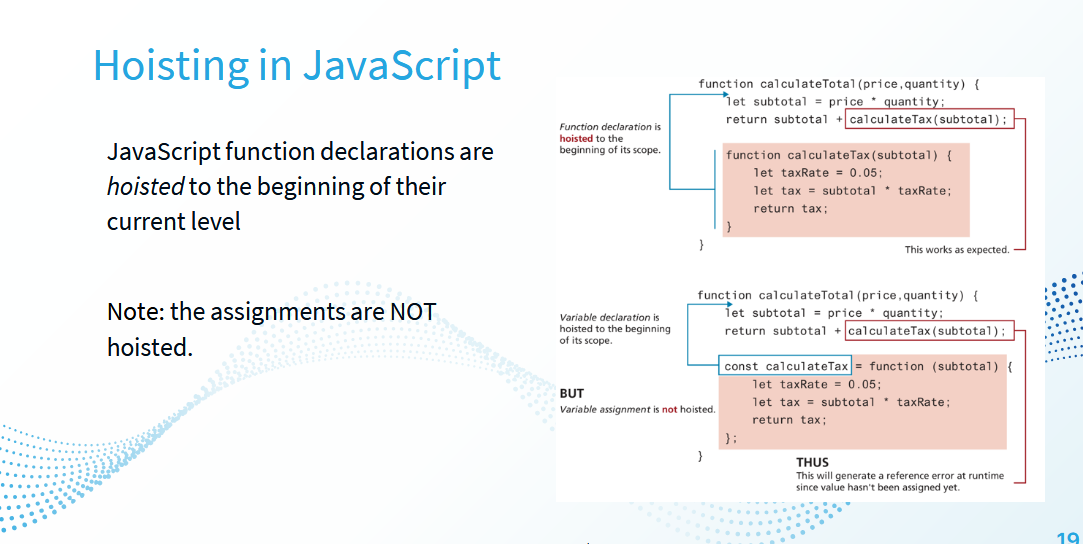 Hoisting in JavaScript
JavaScript function declarations are
hoisted to the beginning of their
current level
Note: the assignments are NOT
hoisted.
function calculateTotal(price,quantity) {
let subtotal = price * quantity;
return subtotal + calculateTax(subtotal);
Function declaration is
hoisted to the
beginning of its scope.
function calculateTax(subtotal) {
let taxRate = 0.05;
let tax = subtotal * taxRate;
return tax;
}
}
This works as expected.
function calculateTotal(price,quantity) {
let subtotal = price * quantity;
return subtotal + calculateTax(subtotal);
Variable declaration is
hoisted to the beginning
of its scope.
const calculateTax = function (subtotal) {
let taxRate = 0.05;
let tax = subtotal * taxRate;
return tax;
};
}
BUT
Variable assignment is not hoisted.
THUS
This will generate a reference error at runtime
since value hasn't been assigned yet.
19